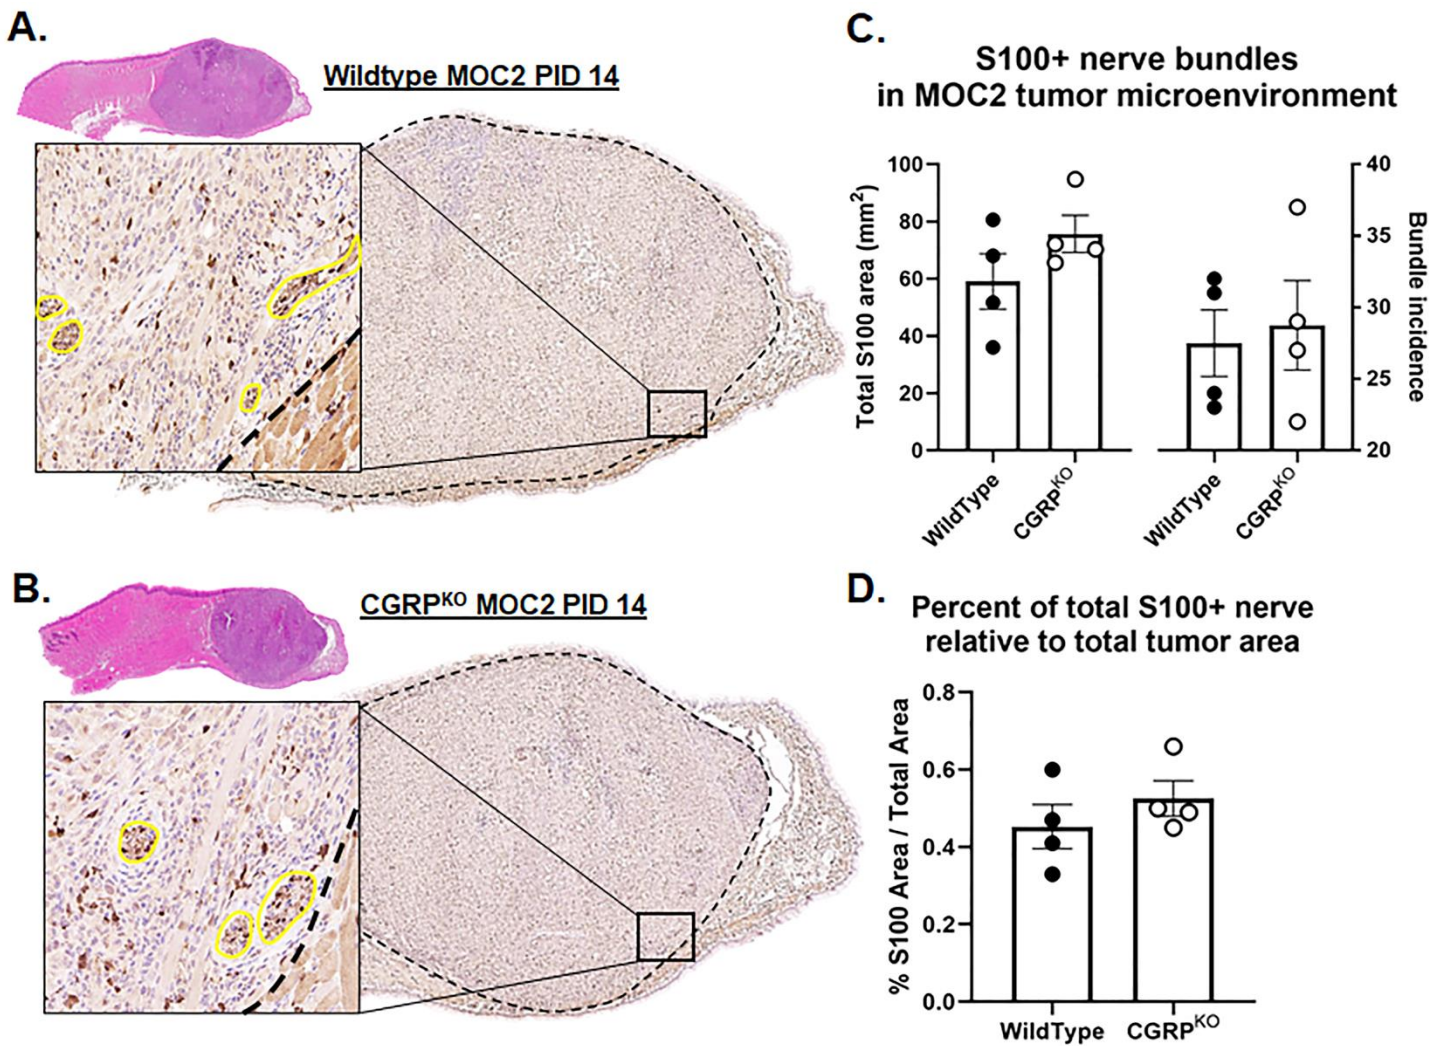 A.
Wildtype MOC2 PID 14
B.
CGRPᴷᴼ MOC2 PID 14
C.
S100+ nerve bundles
in MOC2 tumor microenvironment
Total S100 area (mm²)
100
80
60
40
20
0
WildType
CGRPᴷᴼ
WildType
CGRPᴷᴼ
40
35
30
25
20
Bundle incidence
D.
Percent of total S100+ nerve
relative to total tumor area
% S100 Area / Total Area
0.8
0.6
0.4
0.2
0.0
WildType
CGRPᴷᴼ